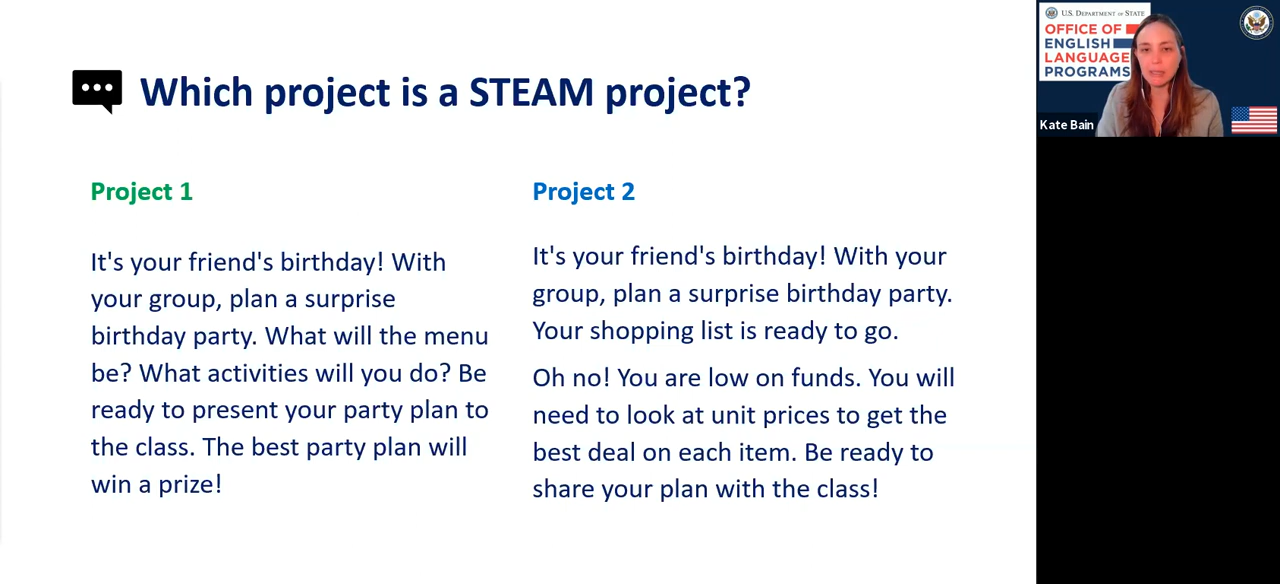 Which project is a STEAM project?
Project 1
It's your friend's birthday! With
your group, plan a surprise
birthday party. What will the menu
be? What activities will you do? Be
ready to present your party plan to
the class. The best party plan will
win a prize!
Project 2
It's your friend's birthday! With your
group, plan a surprise birthday party.
Your shopping list is ready to go.
Oh no! You are low on funds. You will
need to look at unit prices to get the
best deal on each item. Be ready to
share your plan with the class!
U.S. DEPARTMENT OF STATE
OFFICE OF
ENGLISH
LANGUAGE
PROGRAMS
Kate Bain